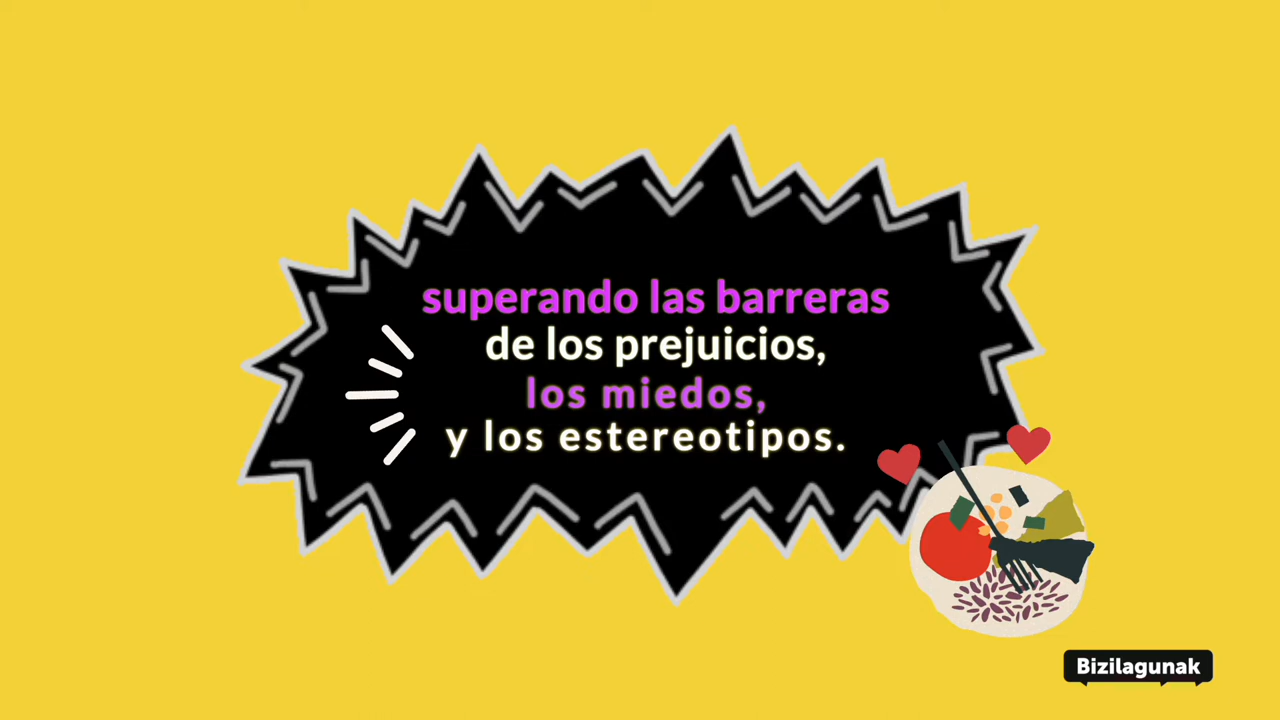 superando las barreras
de los prejuicios,
los miedos,
y los estereotipos.
Bizilagunak